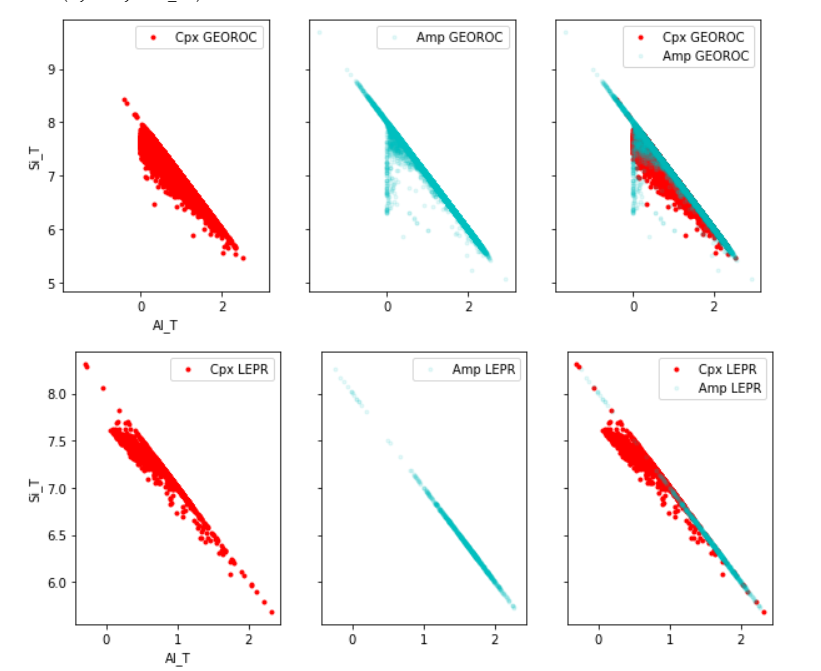 Cpx GEOROC
Amp GEOROC
Cpx GEOROC
Amp GEOROC
9
8
7
6
5
Si_T
0 2
0 2
0 2
Al_T
Cpx LEPR
Amp LEPR
Cpx LEPR
Amp LEPR
8.0
7.5
7.0
6.5
6.0
Si_T
0 1 2
0 1 2
0 1 2
Al_T